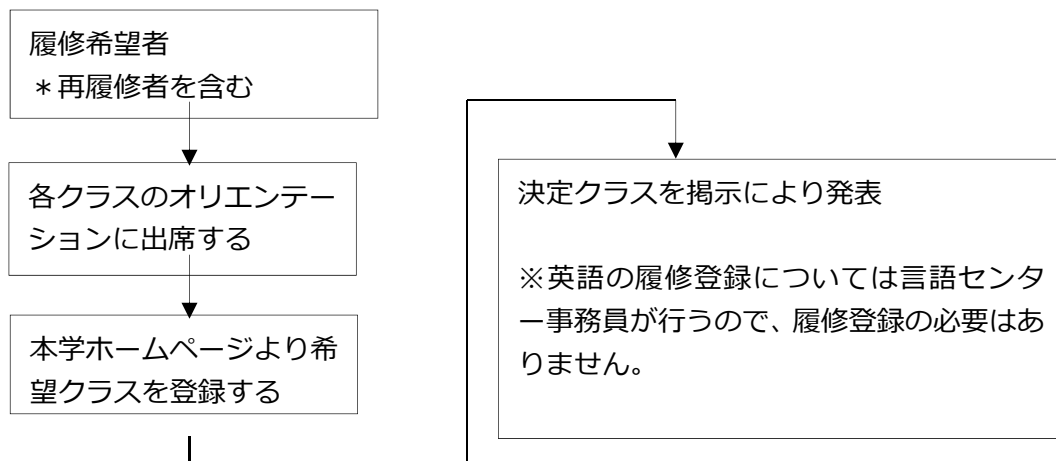 履修希望者
＊再履修者を含む
各クラスのオリエンテー
ションに出席する
本学ホームページより希
望クラスを登録する
決定クラスを掲示により発表
※英語の履修登録については言語センタ
ー事務員が行うので、履修登録の必要はあ
りません。